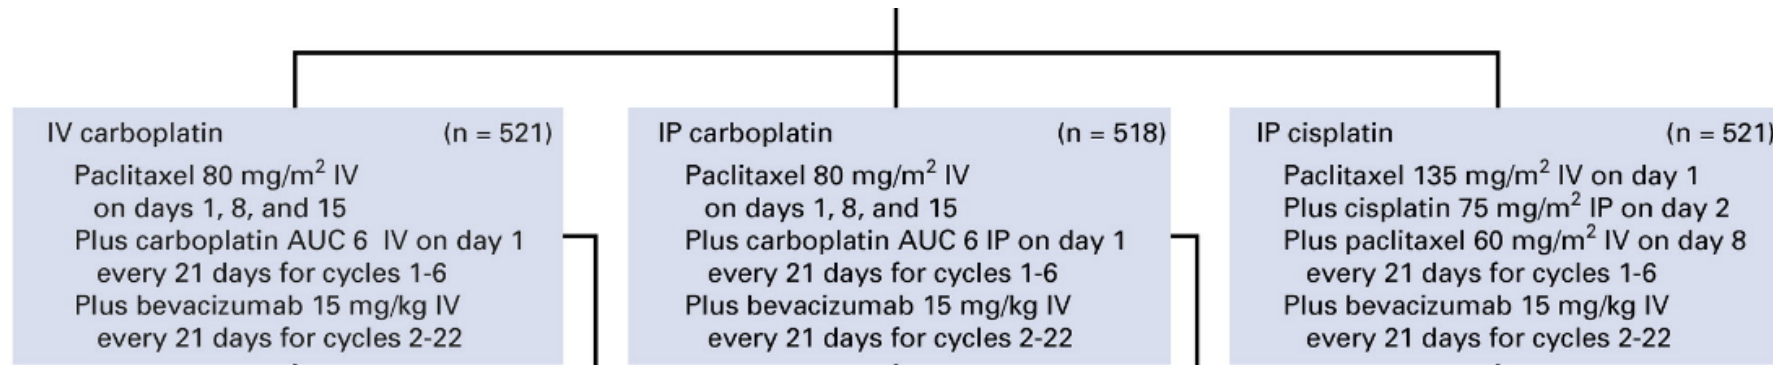 IV carboplatin (n = 521)
Paclitaxel 80 mg/m² IV
on days 1, 8, and 15
Plus carboplatin AUC 6 IV on day 1
every 21 days for cycles 1-6
Plus bevacizumab 15 mg/kg IV
every 21 days for cycles 2-22
IP carboplatin (n = 518)
Paclitaxel 80 mg/m² IV
on days 1, 8, and 15
Plus carboplatin AUC 6 IP on day 1
every 21 days for cycles 1-6
Plus bevacizumab 15 mg/kg IV
every 21 days for cycles 2-22
IP cisplatin (n = 521)
Paclitaxel 135 mg/m² IV on day 1
Plus cisplatin 75 mg/m² IP on day 2
Plus paclitaxel 60 mg/m² IV on day 8
every 21 days for cycles 1-6
Plus bevacizumab 15 mg/kg IV
every 21 days for cycles 2-22